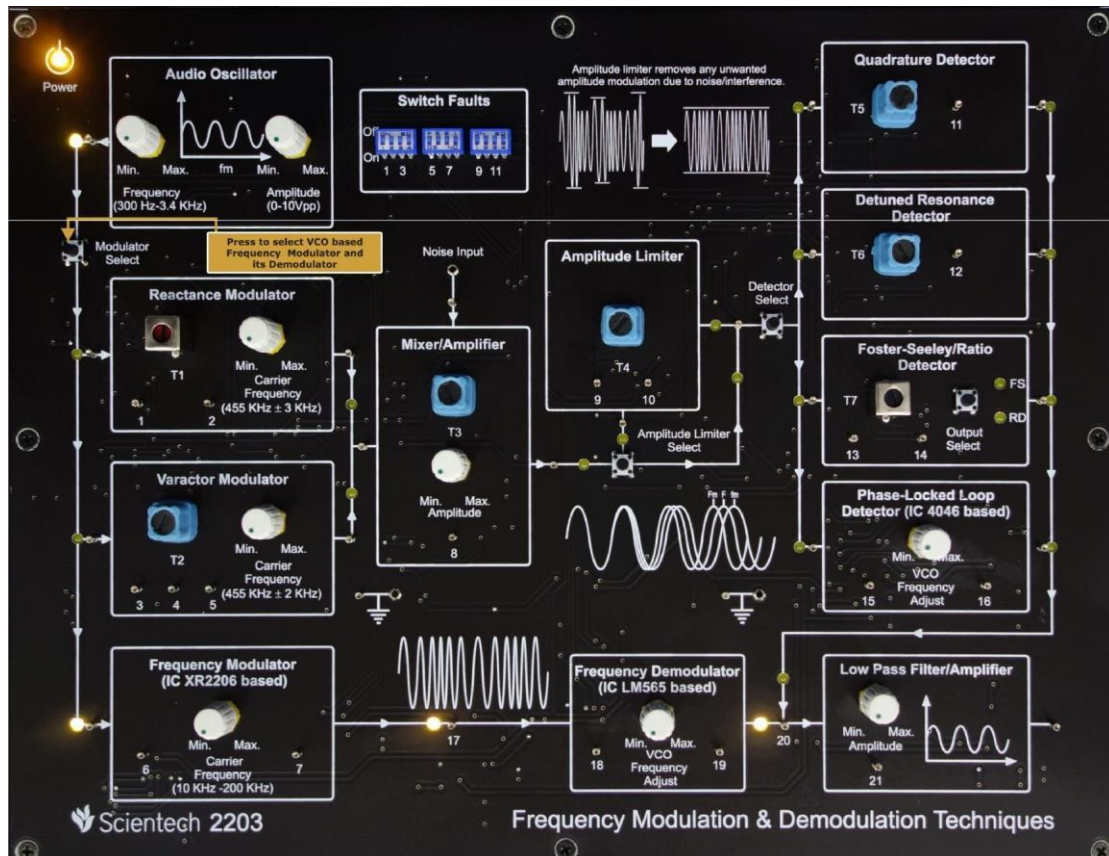 Power
Audio Oscillator
Min. Max. fm Min. Max.
Frequency
(300 Hz-3.4 KHz)
Amplitude
(0-10Vpp)
Switch Faults
Off
On
1 3 5 7 9 11
Amplitude limiter removes any unwanted
amplitude modulation due to noise/interference.
Quadrature Detector
T5
11
Modulator
Select
Press to select VCO based
Frequency Modulator and
its Demodulator
Noise Input
Detuned Resonance
Detector
T6
12
Reactance Modulator
T1
Min. Max.
Carrier
Frequency
(455 KHz ± 3 KHz)
1 2
Mixer/Amplifier
T3
Min. Max.
Amplitude
8
Amplitude Limiter
T4
9 10
Detector
Select
Amplitude Limiter
Select
Foster-Seeley/Ratio
Detector
T7
FS
RD
Output
Select
13 14
Varactor Modulator
T2
Min. Max.
Carrier
Frequency
(455 KHz ± 2 KHz)
3 4 5
Fm F fm
Phase-Locked Loop
Detector (IC 4046 based)
Min. Max.
VCO
Frequency
Adjust
15 16
Frequency Modulator
(IC XR2206 based)
Min. Max.
Carrier
Frequency
(10 KHz -200 KHz)
6 7
17
Frequency Demodulator
(IC LM565 based)
Min. Max.
VCO
Frequency
Adjust
18 19
20
Low Pass Filter/Amplifier
Min. Max.
Amplitude
21
Scientech 2203
Frequency Modulation & Demodulation Techniques